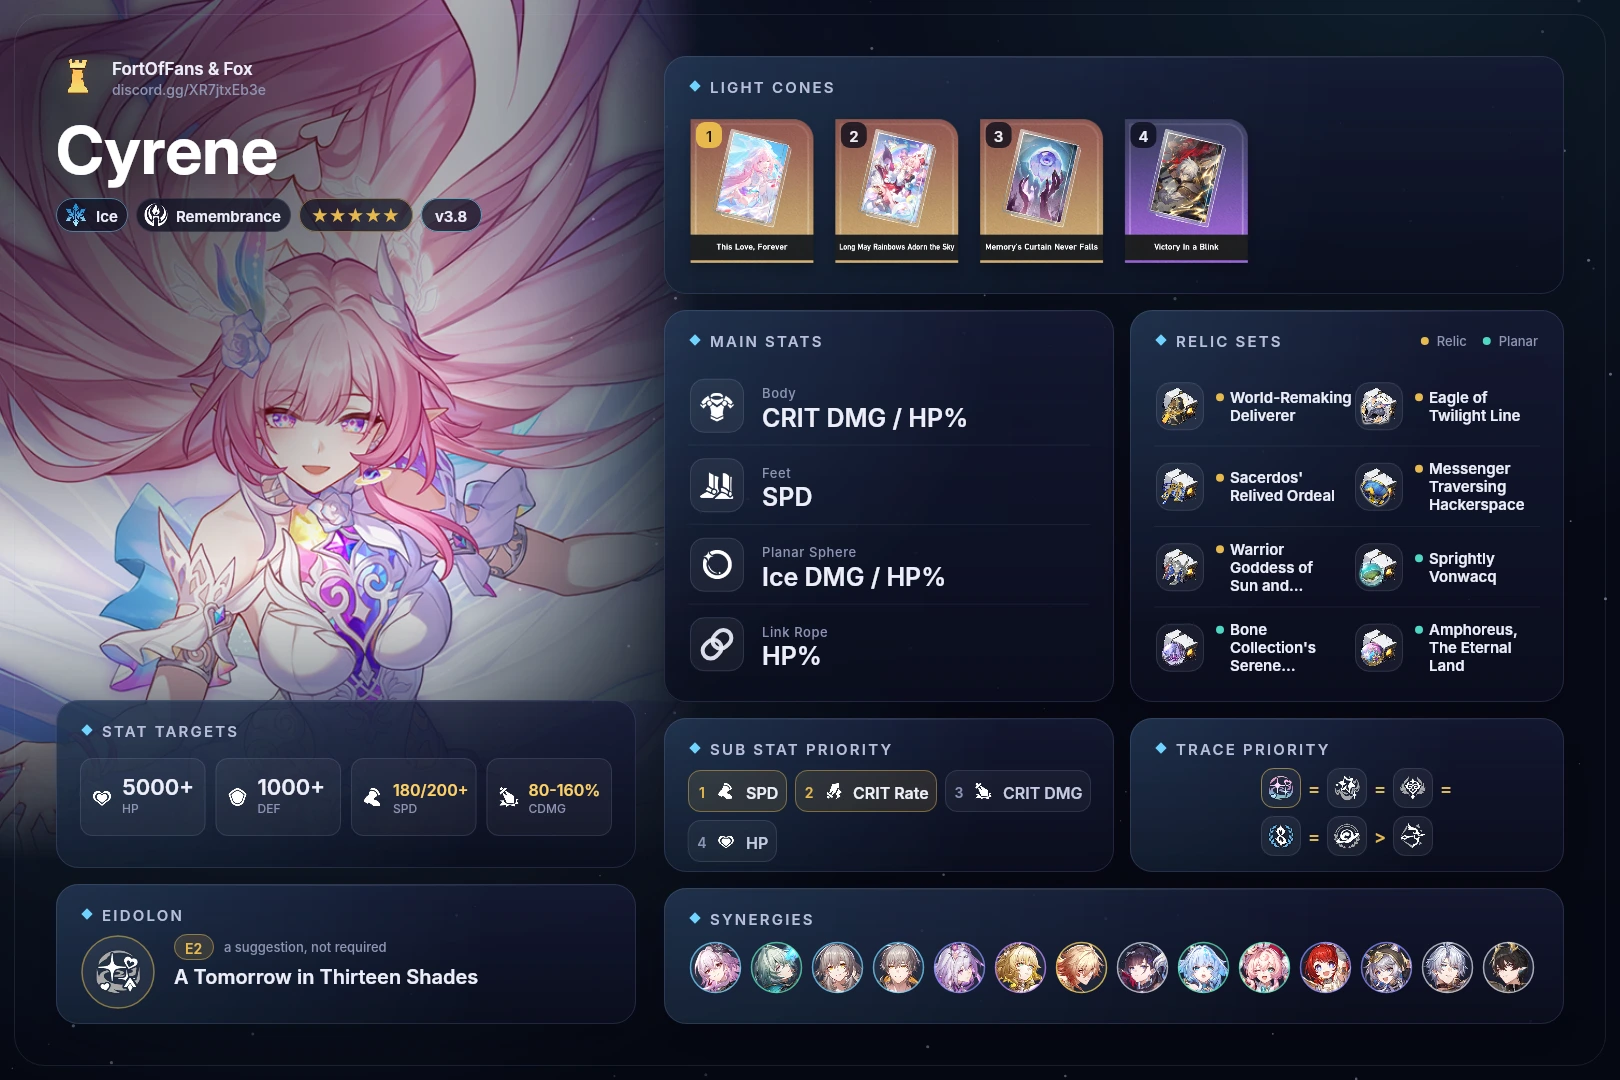 FortOfFans & Fox
discord.gg/XR7jtxEb3e
Cyrene
Ice
Remembrance
v3.8
LIGHT CONES
1
2
3
4
This Love, Forever
Long May Rainbows Adorn the Sky
Memory's Curtain Never Falls
Victory In a Blink
MAIN STATS
Body
CRIT DMG / HP%
Feet
SPD
Planar Sphere
Ice DMG / HP%
Link Rope
HP%
RELIC SETS
Relic
Planar
World-Remaking
Deliverer
Eagle of
Twilight Line
Sacerdos'
Relived Ordeal
Messenger
Traversing
Hackerspace
Warrior
Goddess of
Sun and...
Sprightly
Vonwacq
Bone
Collection's
Serene...
Amphoreus,
The Eternal
Land
STAT TARGETS
5000+
HP
1000+
DEF
180/200+
SPD
80-160%
CDMG
SUB STAT PRIORITY
1 SPD
2 CRIT Rate
3 CRIT DMG
4 HP
TRACE PRIORITY
= = =
= >
EIDOLON
E2
a suggestion, not required
A Tomorrow in Thirteen Shades
SYNERGIES